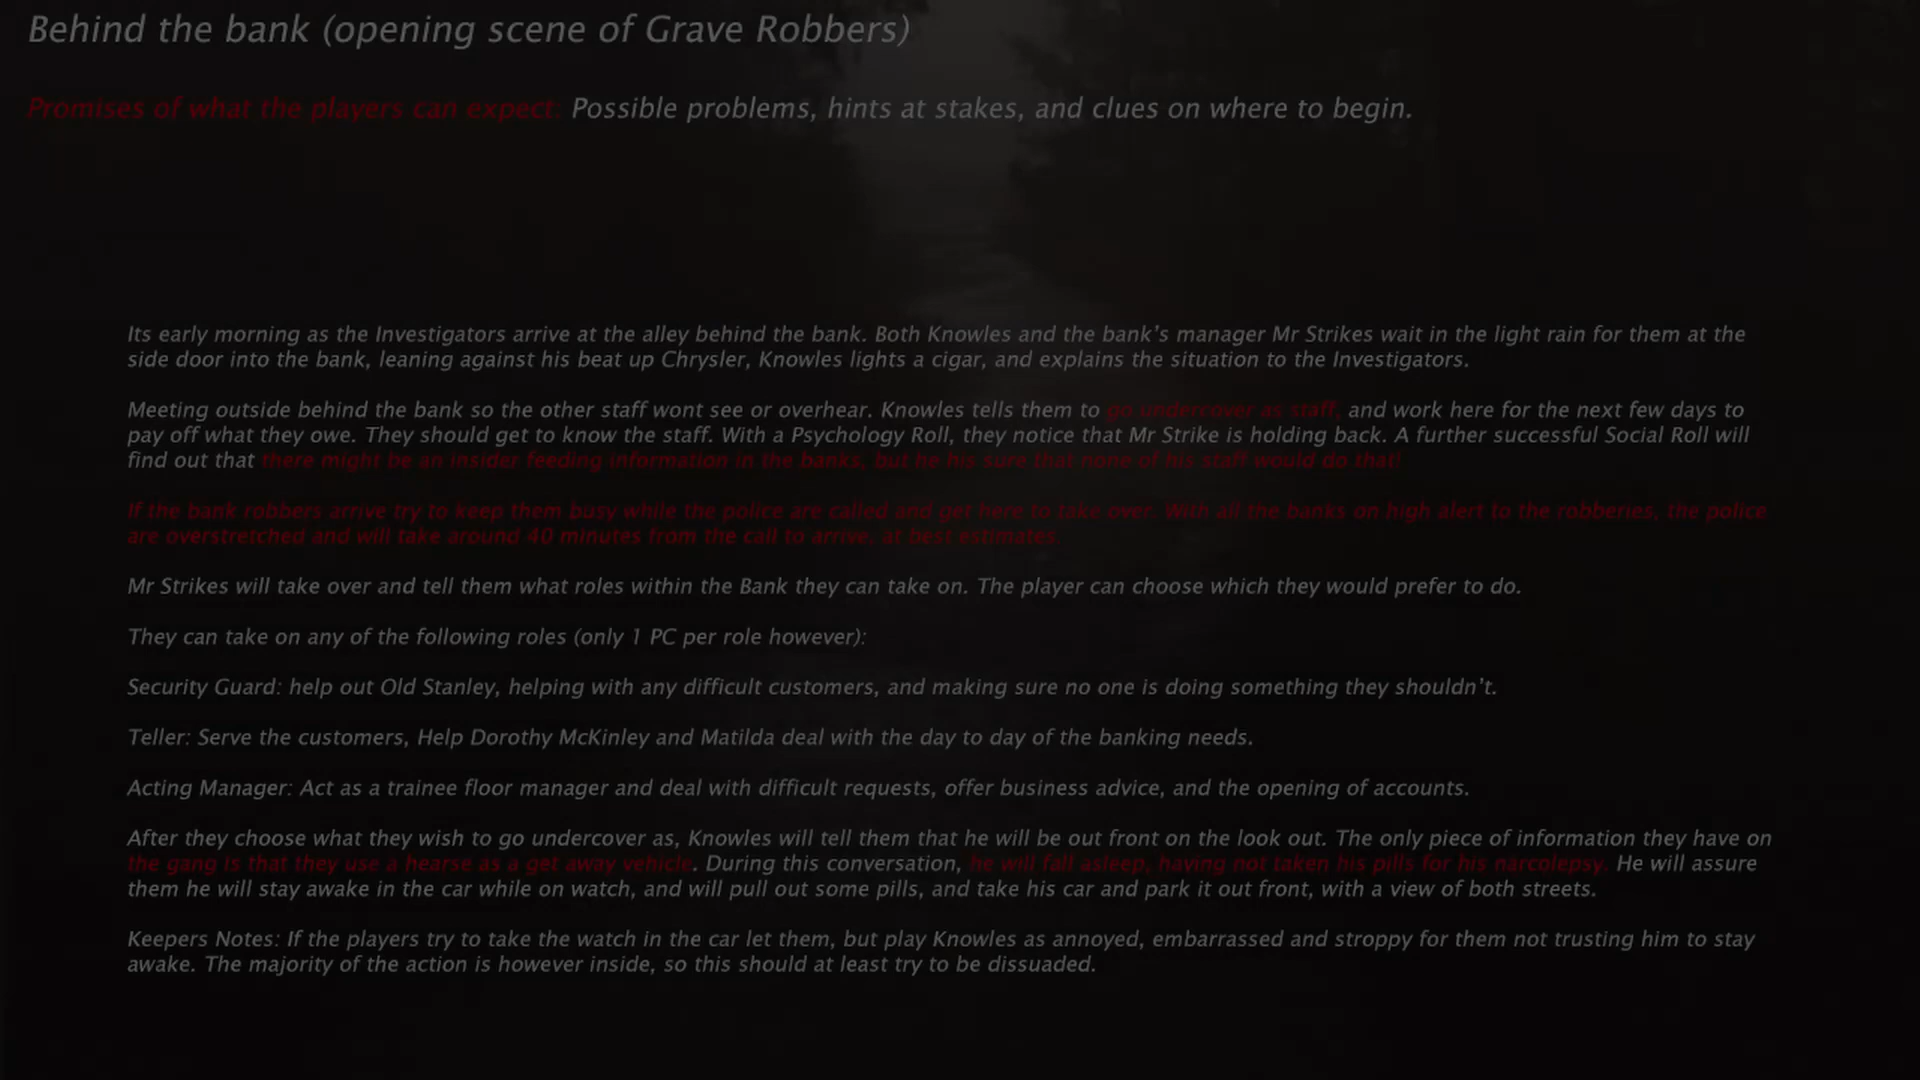 Behind the bank (opening scene of Grave Robbers)
Promises of what the players can expect: Possible problems, hints at stakes, and clues on where to begin.
Its early morning as the Investigators arrive at the alley behind the bank. Both Knowles and the bank's manager Mr Strikes wait in the light rain for them at the
side door into the bank, leaning against his beat up Chrysler, Knowles lights a cigar, and explains the situation to the Investigators.
Meeting outside behind the bank so the other staff wont see or overhear. Knowles tells them to go undercover as staff, and work here for the next few days to
pay off what they owe. They should get to know the staff. With a Psychology Roll, they notice that Mr Strike is holding back. A further successful Social Roll will
find out that there might be an insider feeding information in the banks, but he his sure that none of his staff would do that!
If the bank robbers arrive try to keep them busy while the police are called and get here to take over. With all the banks on high alert to the robberies, the police
are overstretched and will take around 40 minutes from the call to arrive, at best estimates.
Mr Strikes will take over and tell them what roles within the Bank they can take on. The player can choose which they would prefer to do.
They can take on any of the following roles (only 1 PC per role however):
Security Guard: help out Old Stanley, helping with any difficult customers, and making sure no one is doing something they shouldn't.
Teller: Serve the customers, Help Dorothy McKinley and Matilda deal with the day to day of the banking needs.
Acting Manager: Act as a trainee floor manager and deal with difficult requests, offer business advice, and the opening of accounts.
After they choose what they wish to go undercover as, Knowles will tell them that he will be out front on the look out. The only piece of information they have on
the gang is that they use a hearse as a get away vehicle. During this conversation, he will fall asleep, having not taken his pills for his narcolepsy. He will assure
them he will stay awake in the car while on watch, and will pull out some pills, and take his car and park it out front, with a view of both streets.
Keepers Notes: If the players try to take the watch in the car let them, but play Knowles as annoyed, embarrassed and stroppy for them not trusting him to stay
awake. The majority of the action is however inside, so this should at least try to be dissuaded.